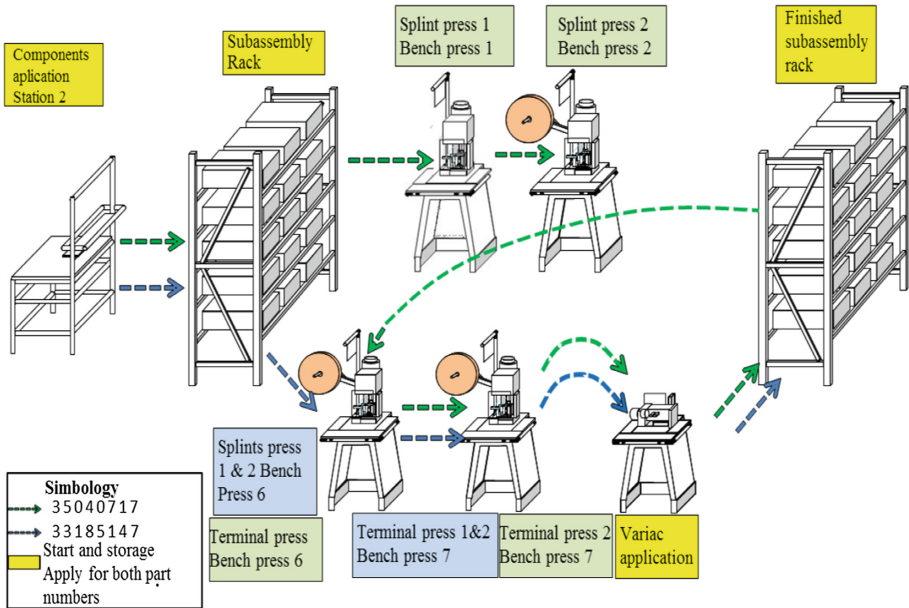 Components
aplication
Station 2
Subassembly
Rack
Splint press 1
Bench press 1
Splint press 2
Bench press 2
Finished
subassembly
rack
Splints press
1 & 2 Bench
Press 6
Terminal press
Bench press 6
Terminal press 1&2
Bench press 7
Terminal press 2
Bench press 7
Variac
application
Simbology
35040717
33185147
Start and storage
Apply for both part
numbers